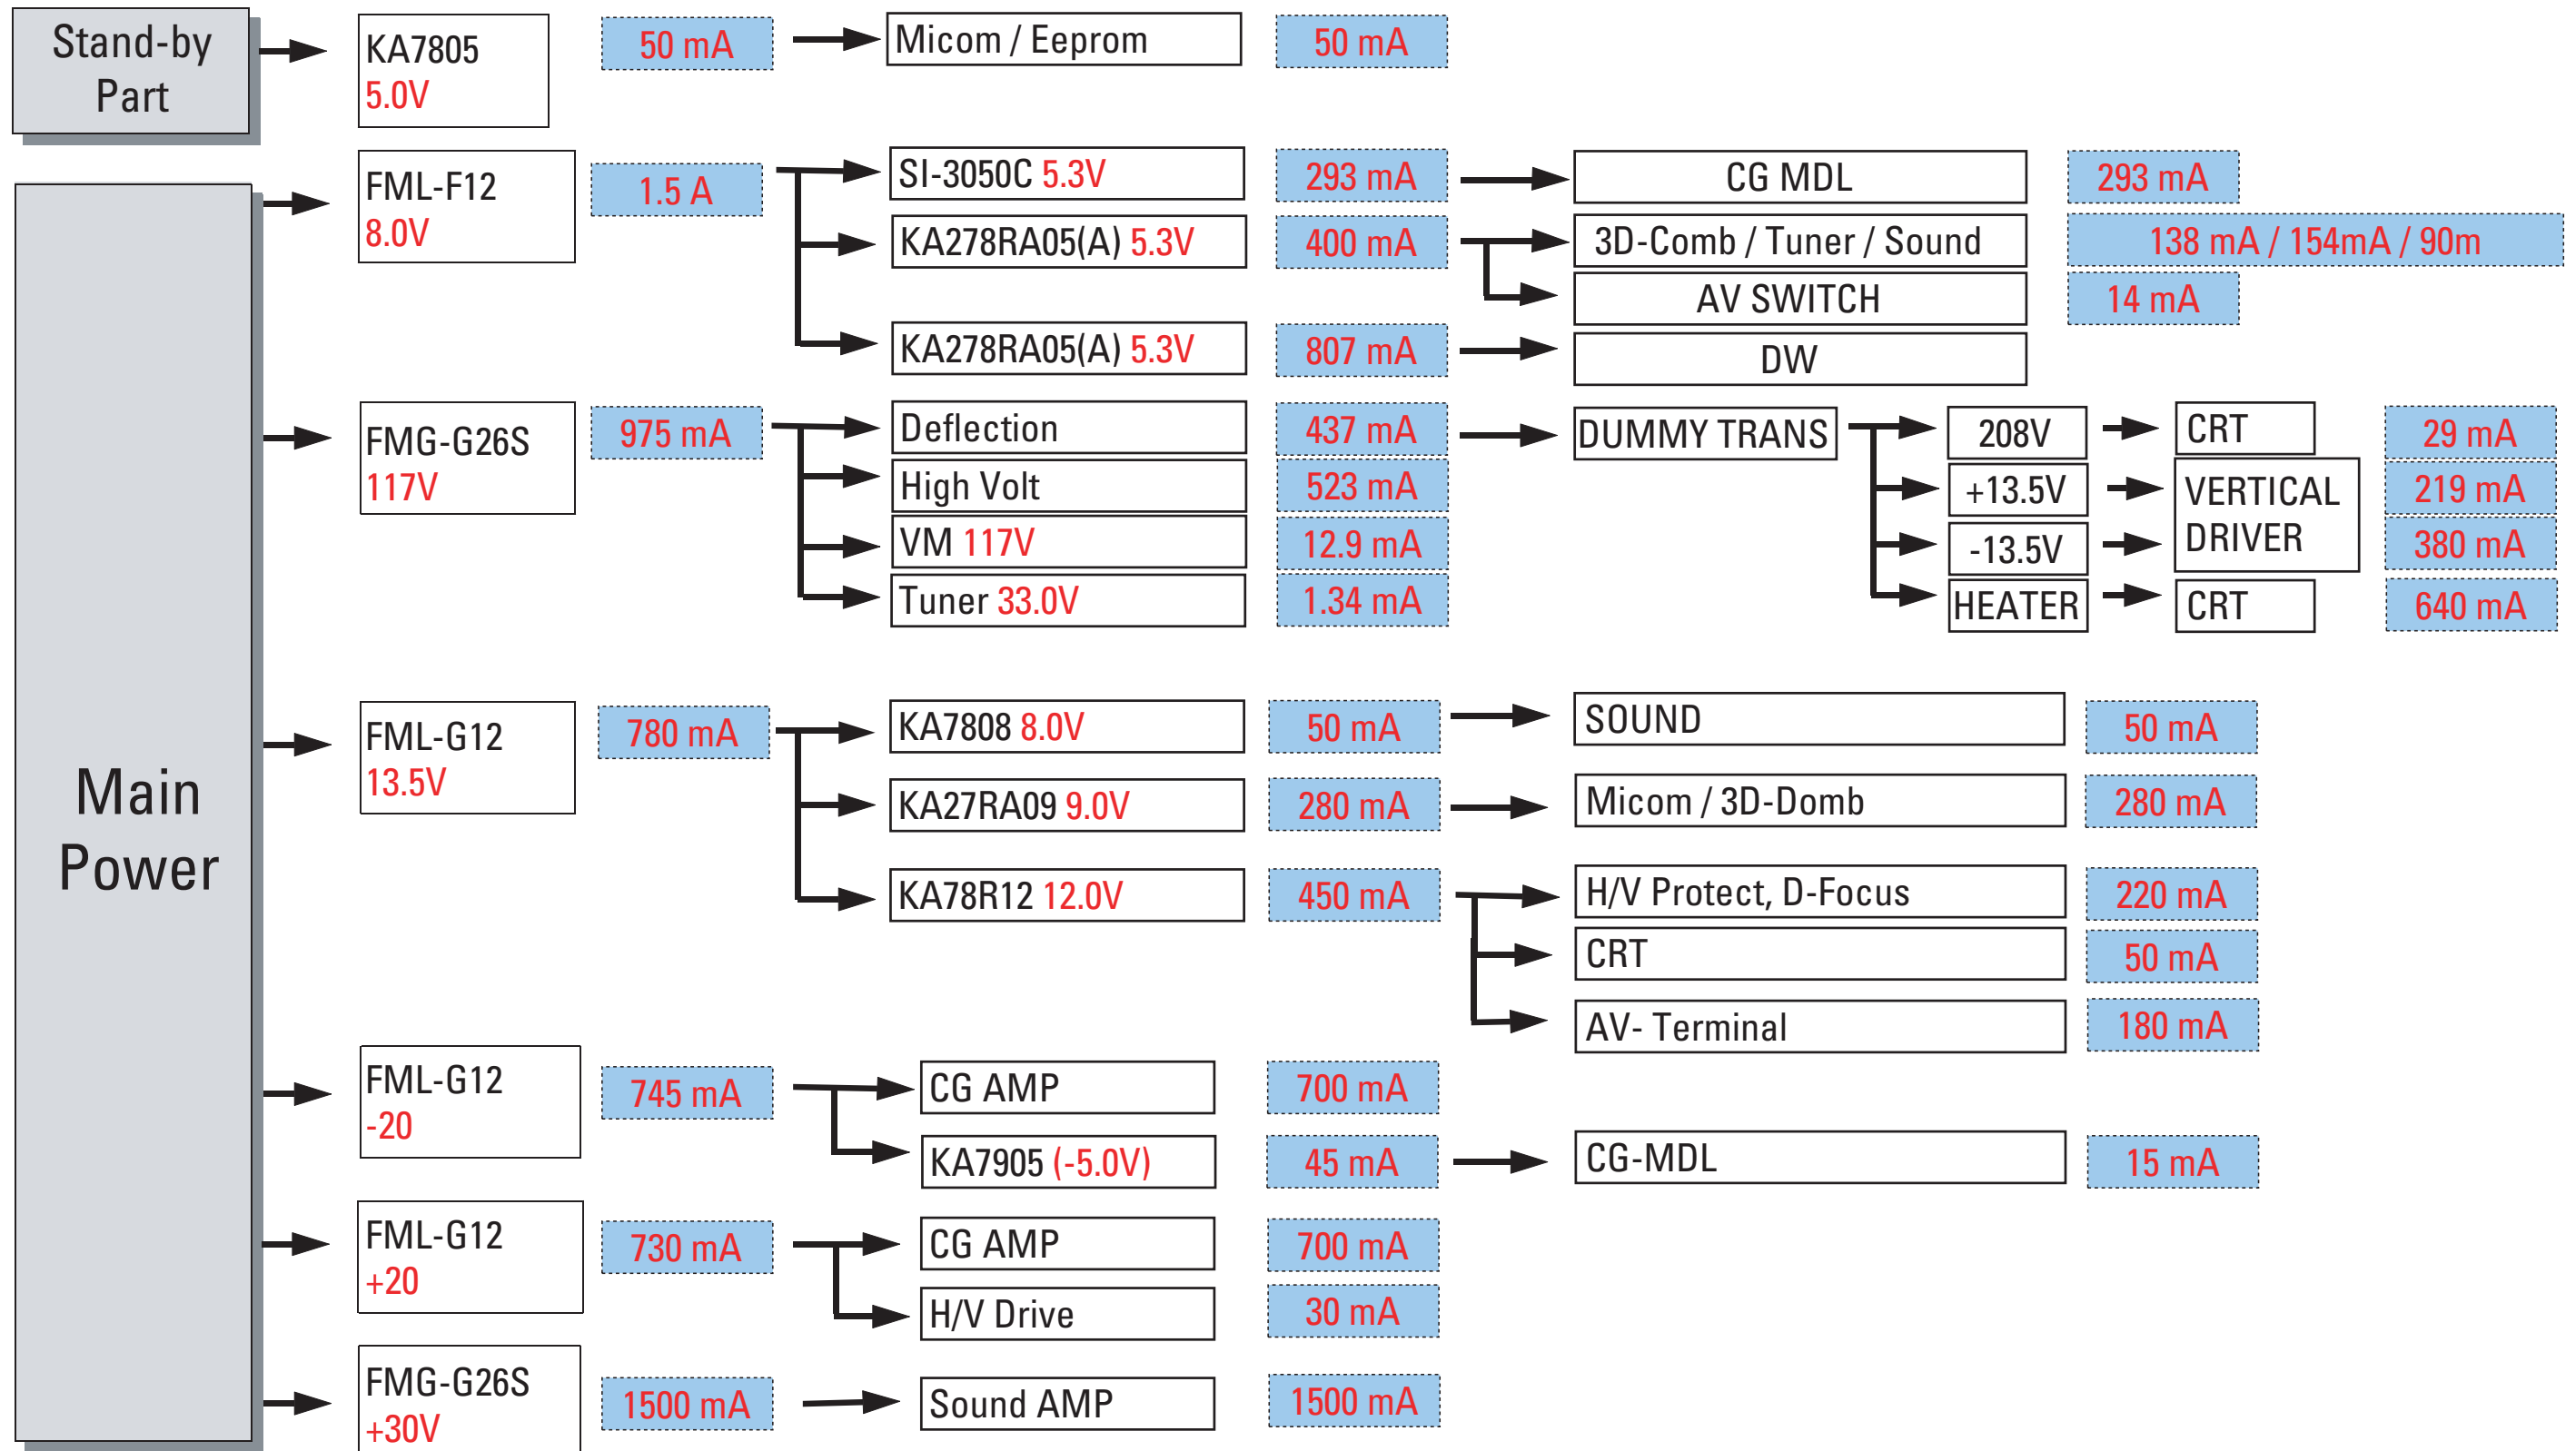 Stand-by
Part
KA7805
5.0V
50 mA
Micom / Eeprom
50 mA
Main
Power
FML-F12
8.0V
1.5 A
SI-3050C 5.3V
293 mA
CG MDL
293 mA
KA278RA05(A) 5.3V
400 mA
3D-Comb / Tuner / Sound
138 mA / 154mA / 90m
AV SWITCH
14 mA
KA278RA05(A) 5.3V
807 mA
DW
FMG-G26S
117V
975 mA
Deflection
437 mA
DUMMY TRANS
208V
CRT
29 mA
High Volt
523 mA
+13.5V
VERTICAL
DRIVER
219 mA
VM 117V
12.9 mA
-13.5V
380 mA
Tuner 33.0V
1.34 mA
HEATER
CRT
640 mA
FML-G12
13.5V
780 mA
KA7808 8.0V
50 mA
SOUND
50 mA
KA27RA09 9.0V
280 mA
Micom / 3D-Domb
280 mA
KA78R12 12.0V
450 mA
H/V Protect, D-Focus
220 mA
CRT
50 mA
AV- Terminal
180 mA
FML-G12
-20
745 mA
CG AMP
700 mA
KA7905 (-5.0V)
45 mA
CG-MDL
15 mA
FML-G12
+20
730 mA
CG AMP
700 mA
H/V Drive
30 mA
FMG-G26S
+30V
1500 mA
Sound AMP
1500 mA